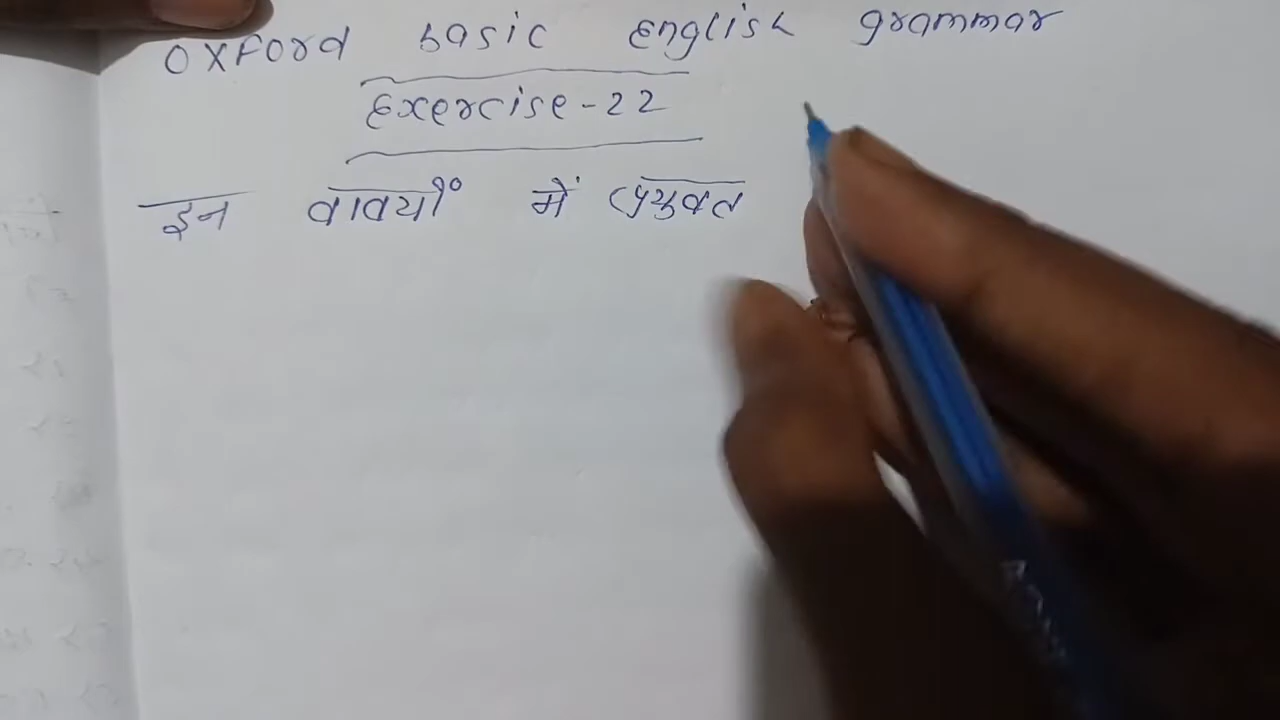 Oxford basic English grammar
Exercise-22
इन वाक्यों में प्रयुक्त